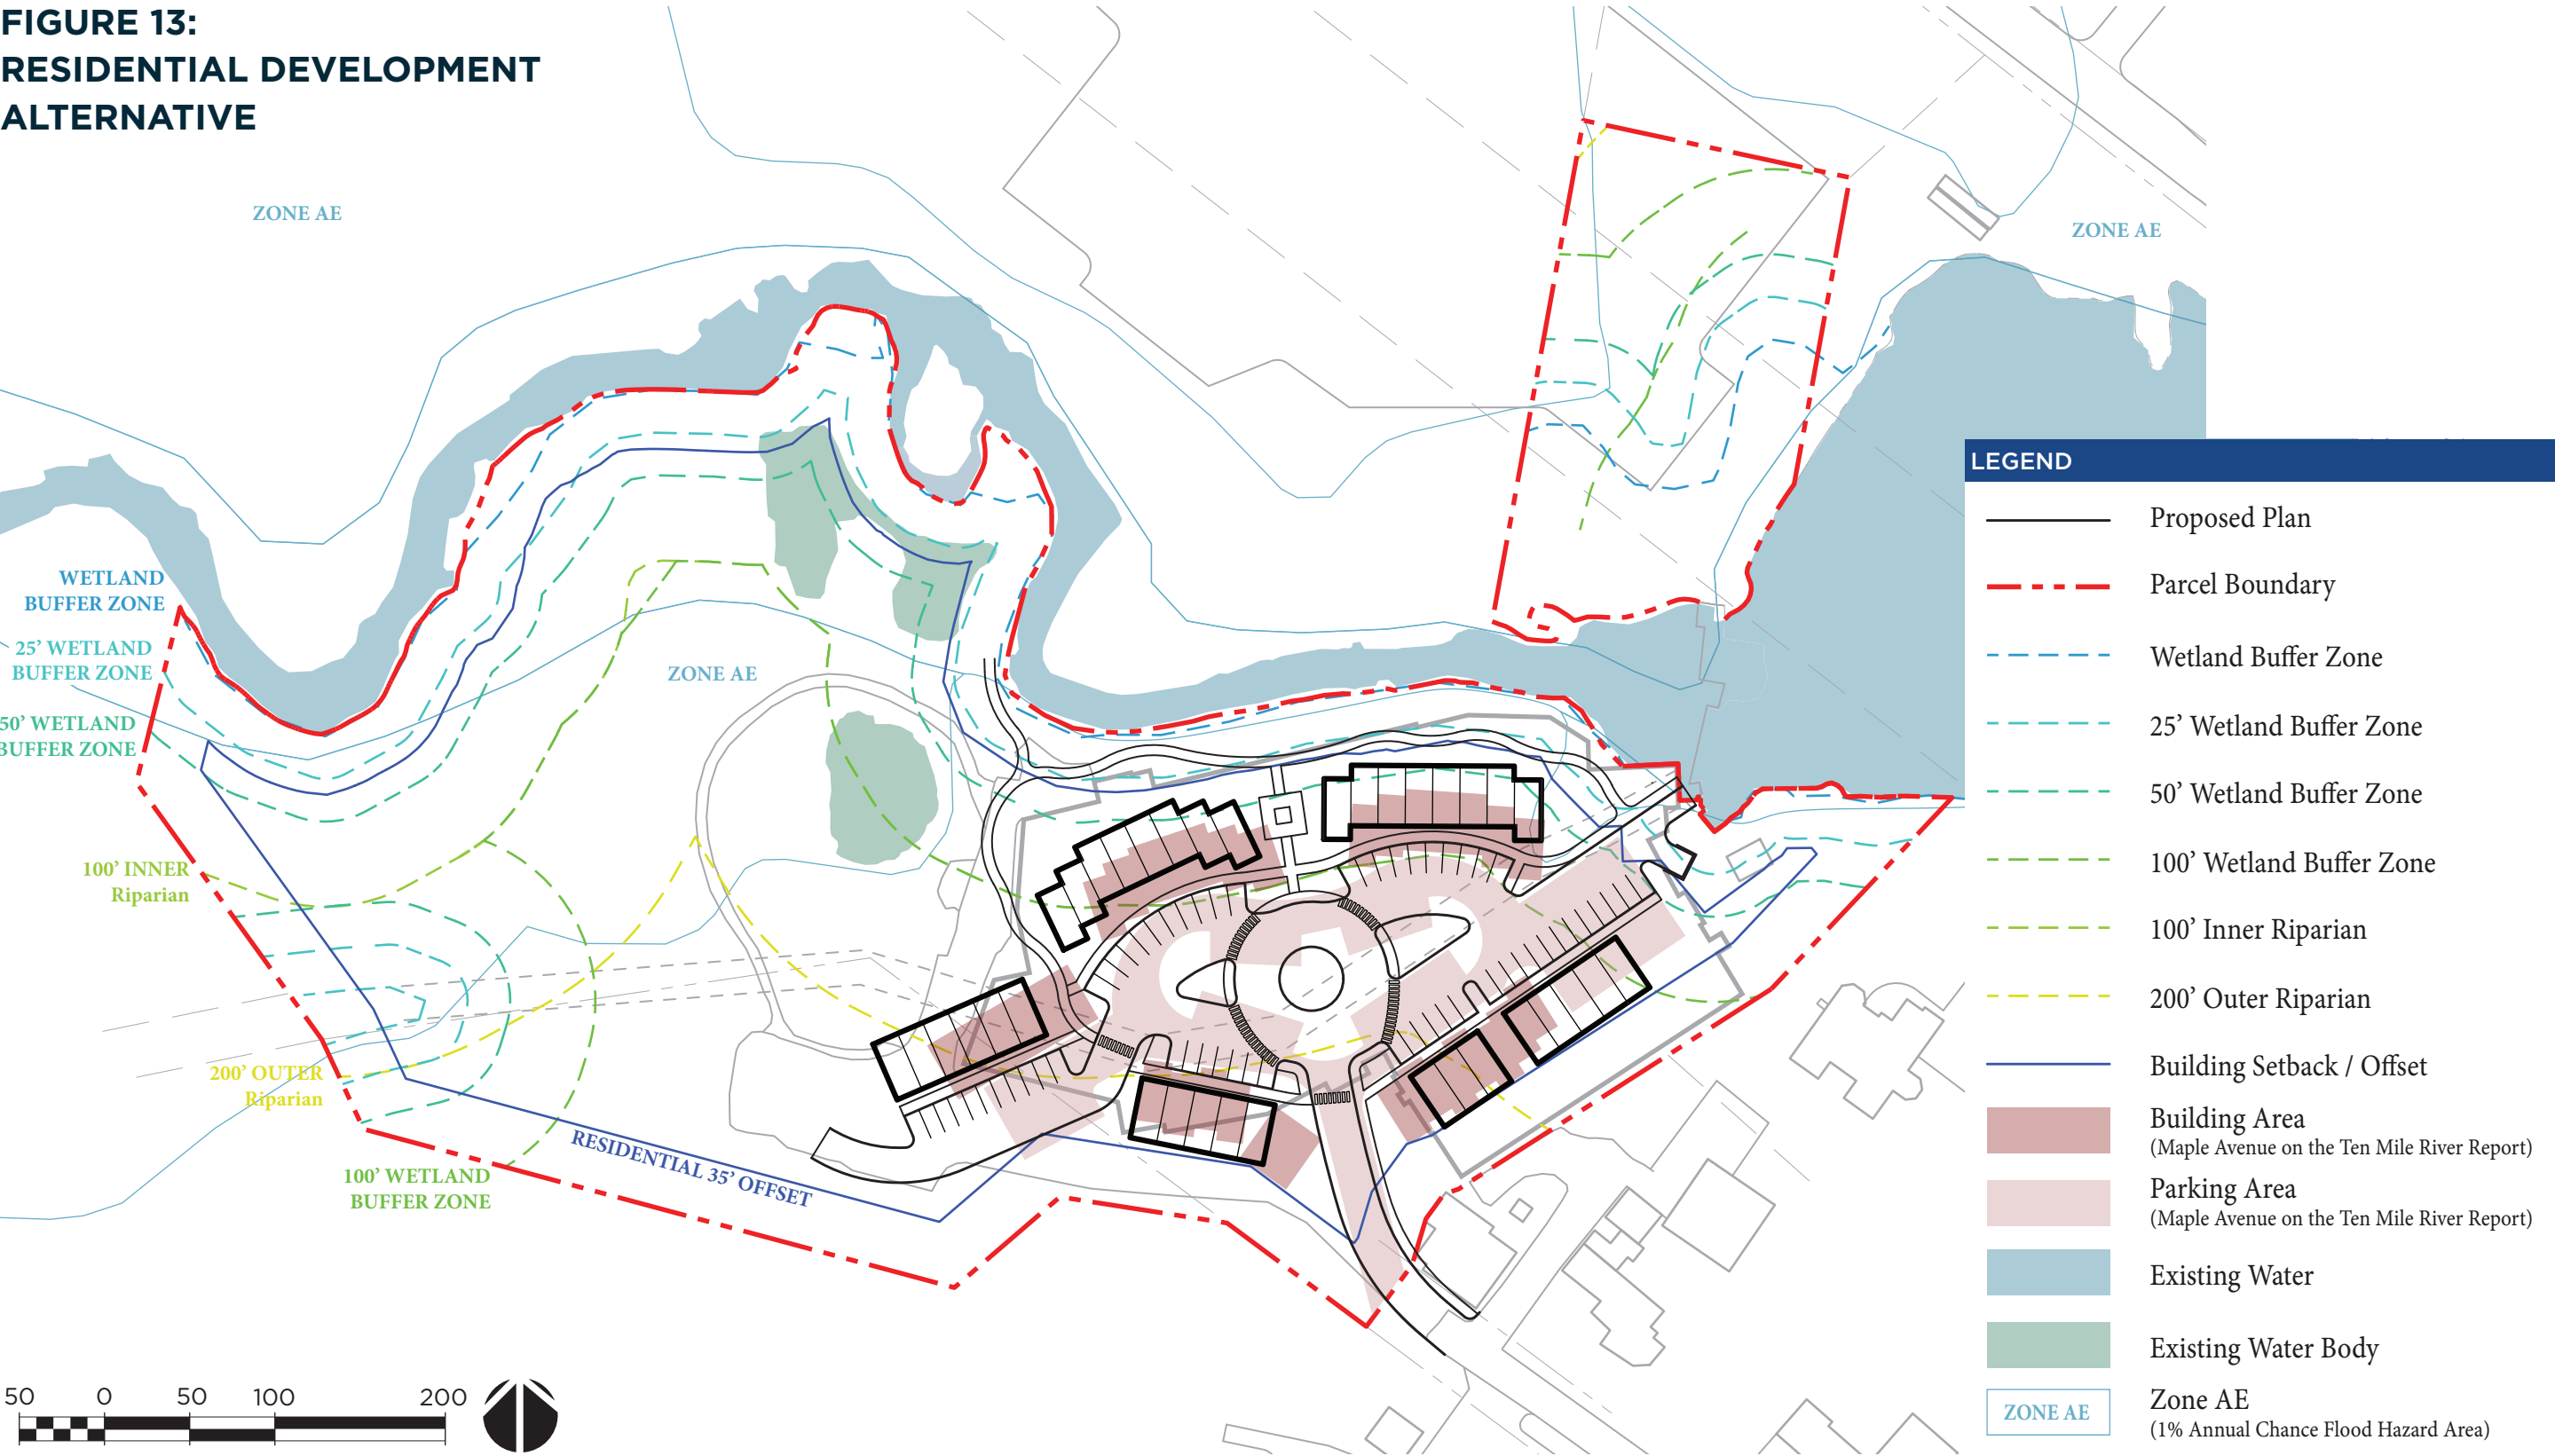 FIGURE 13:
RESIDENTIAL DEVELOPMENT
ALTERNATIVE
ZONE AE
ZONE AE
WETLAND
BUFFER ZONE
25’ WETLAND
BUFFER ZONE
ZONE AE
50’ WETLAND
BUFFER ZONE
100’ INNER
Riparian
200’ OUTER
Riparian
RESIDENTIAL 35’ OFFSET
100’ WETLAND
BUFFER ZONE
50 0 50 100 200
LEGEND
Proposed Plan
Parcel Boundary
Wetland Buffer Zone
25’ Wetland Buffer Zone
50’ Wetland Buffer Zone
100’ Wetland Buffer Zone
100’ Inner Riparian
200’ Outer Riparian
Building Setback / Offset
Building Area
(Maple Avenue on the Ten Mile River Report)
Parking Area
(Maple Avenue on the Ten Mile River Report)
Existing Water
Existing Water Body
ZONE AE
Zone AE
(1% Annual Chance Flood Hazard Area)